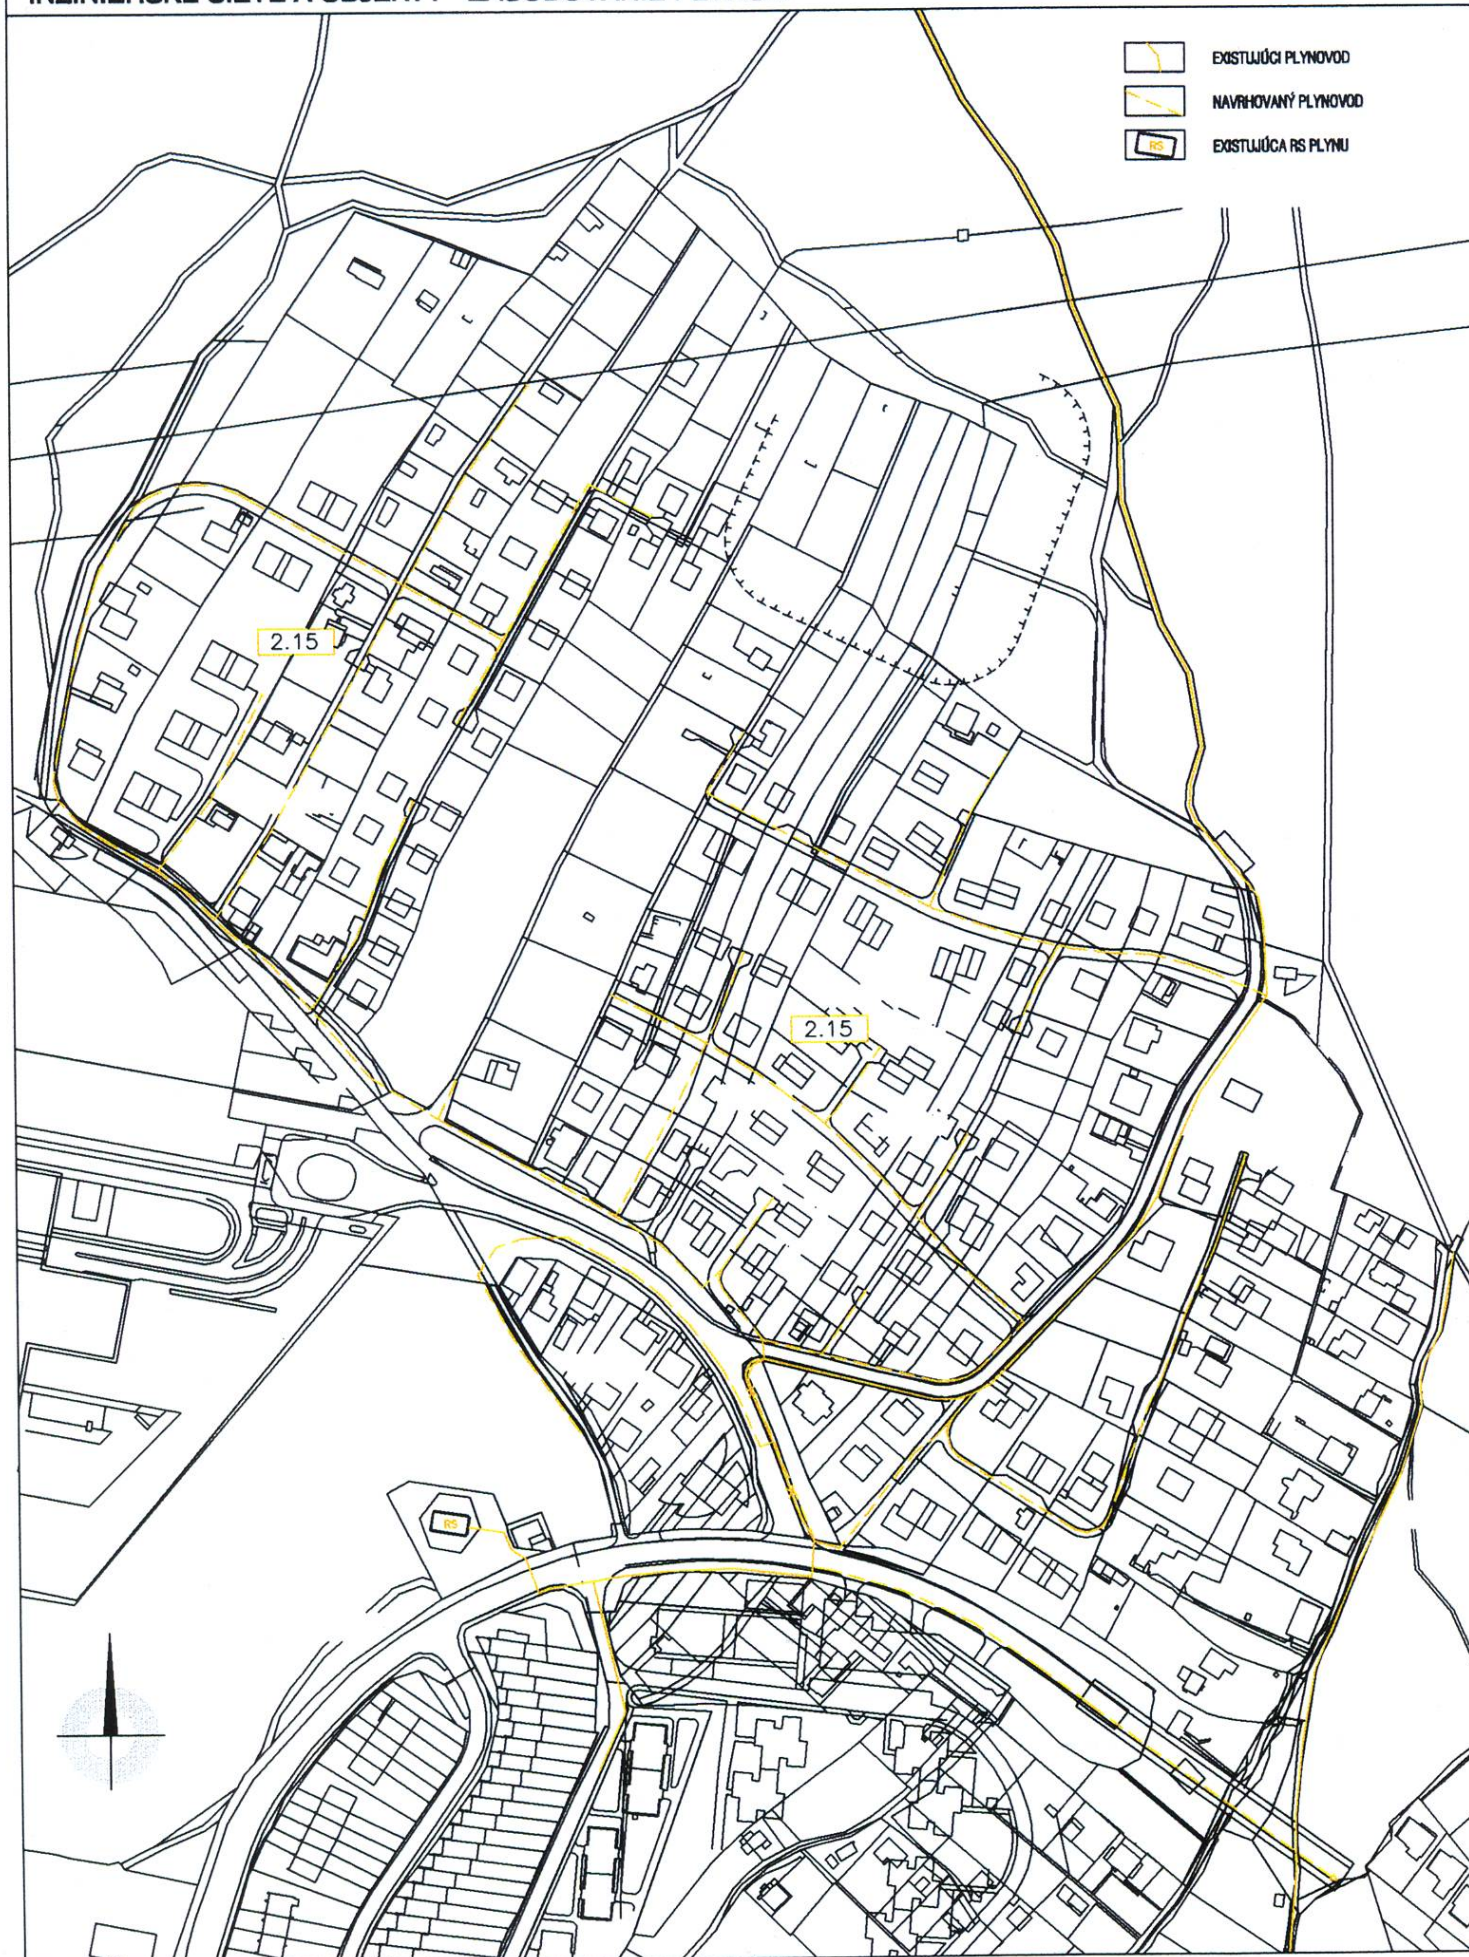 EXISTUJÚCI PLYNOVOD
NAVRHOVANÝ PLYNOVOD
RS EXISTUJÚCA RS PLYNU
2.15
2.15
RS